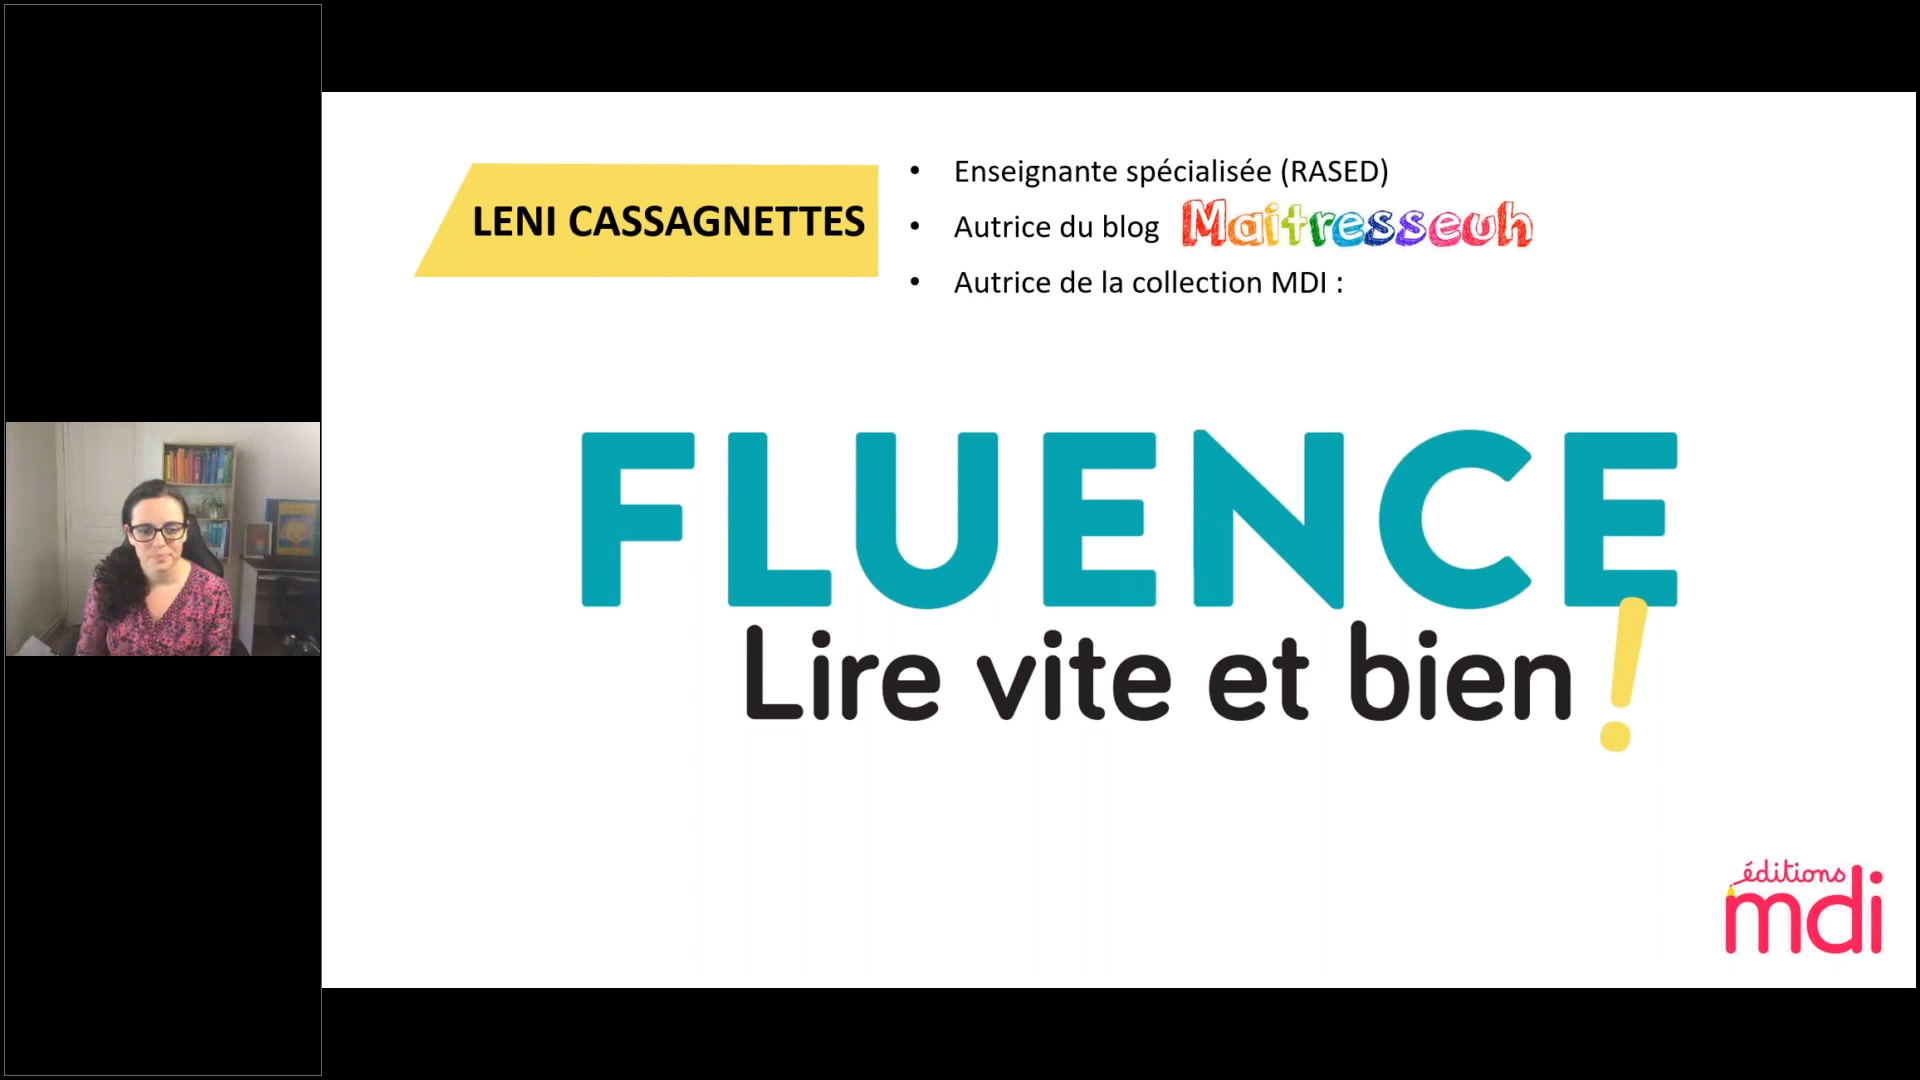 LENI CASSAGNETTES
• Enseignante spécialisée (RASED)
• Autrice du blog Maitresseuh
• Autrice de la collection MDI :
FLUENCE
Lire vite et bien !
éditions
mdi